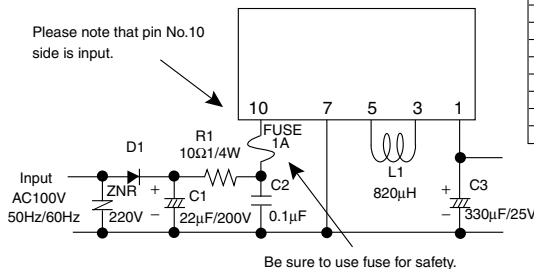 Please note that pin No.10
side is input.
10 7 5 3 1
FUSE
1A
D1
R1
10Ω1/4W
L1
820μH
Input
AC100V
50Hz/60Hz
ZNR
220V
+
−
C1
22μF/200V
C2
0.1μF
+
−
C3
330μF/25V
Be sure to use fuse for safety.